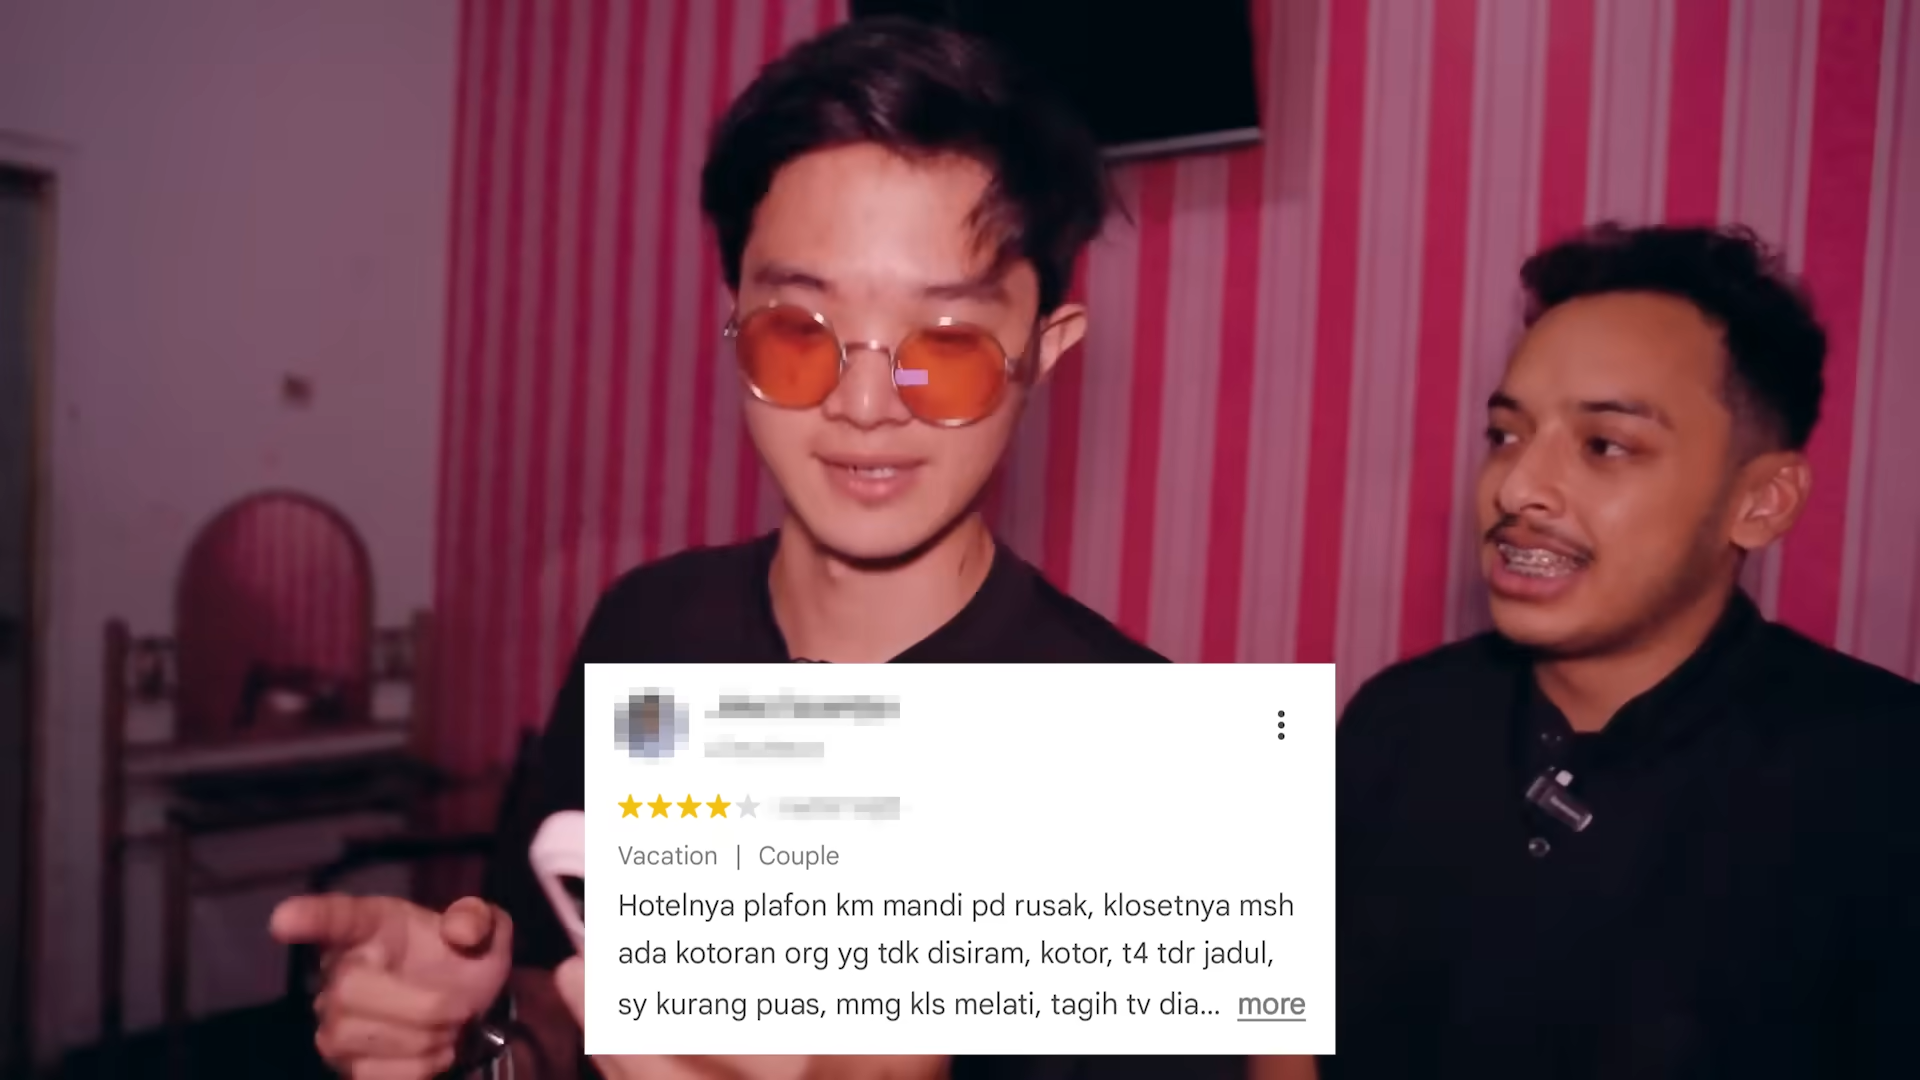 Vacation | Couple
Hotelnya plafon km mandi pd rusak, klosetnya msh
ada kotoran org yg tdk disiram, kotor, t4 tdr jadul,
sy kurang puas, mmg kls melati, tagih tv dia... more